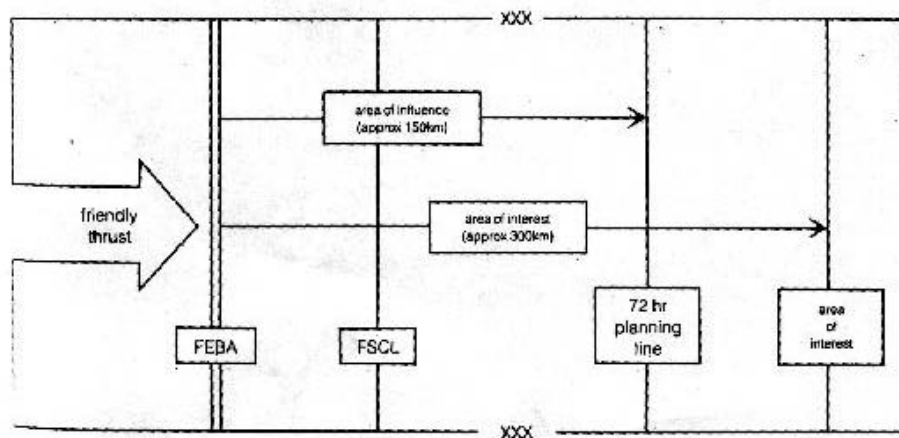 XXX
area of influence
(approx 150km)
friendly
thrust
area of interest
(approx 300km)
FEBA
FSCL
72 hr
planning
line
area
of
interest
XXX